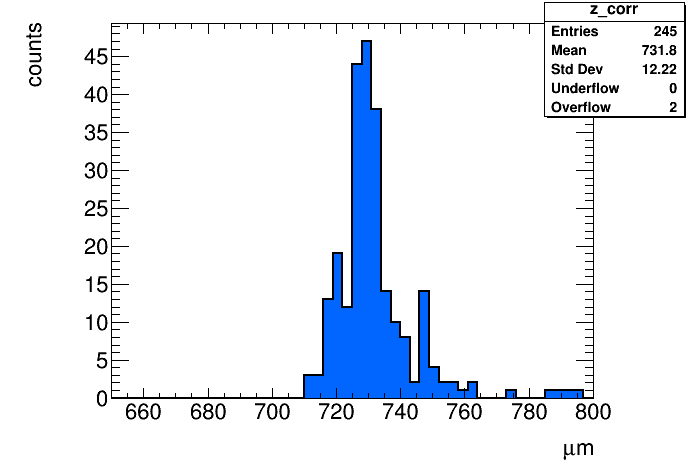 z_corr
Entries 245
Mean 731.8
Std Dev 12.22
Underflow 0
Overflow 2
counts
45
40
35
30
25
20
15
10
5
0
660 680 700 720 740 760 780 800
μm